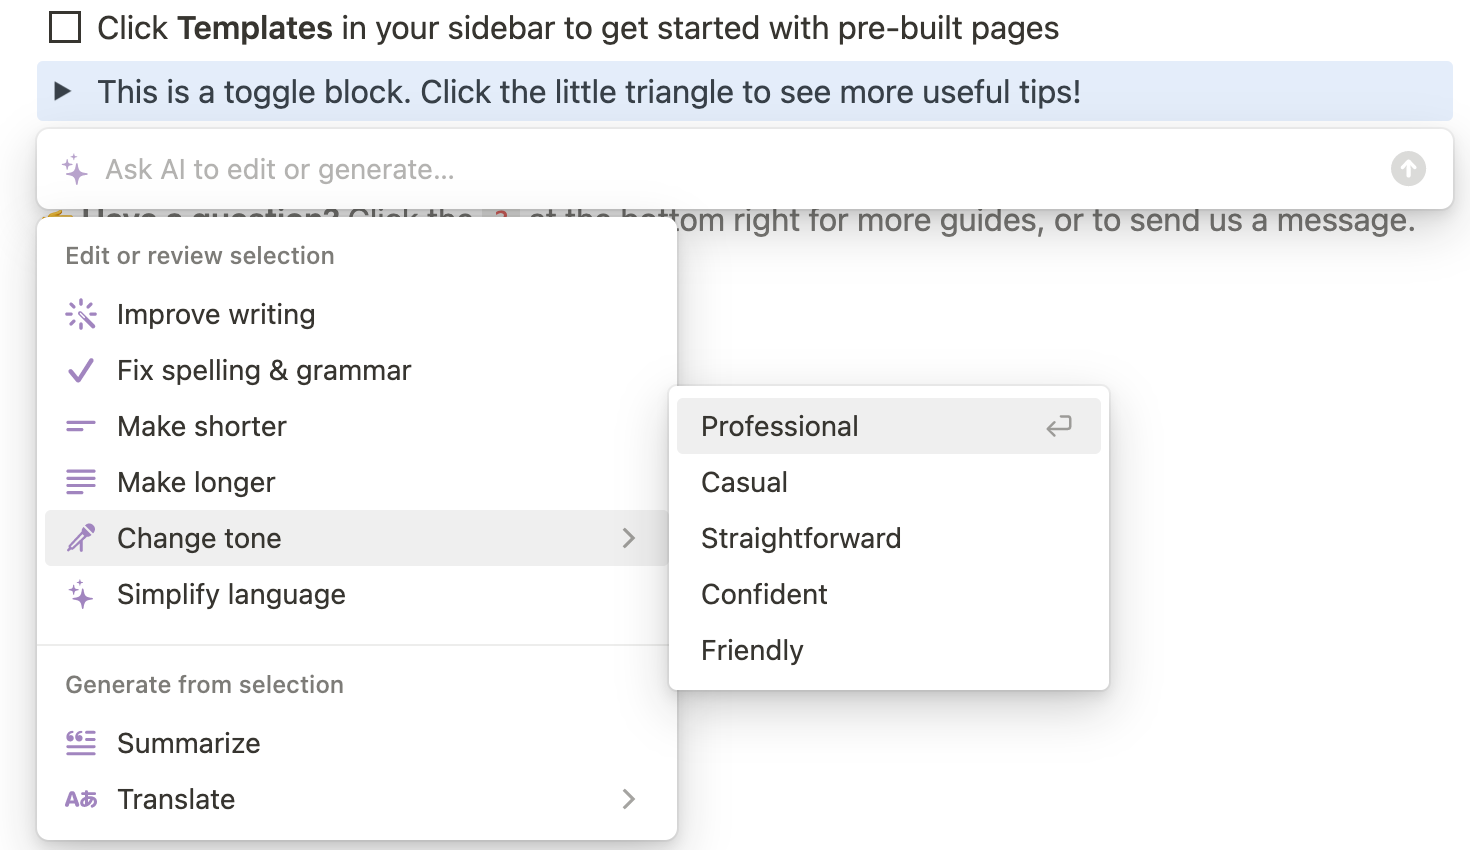 Click Templates in your sidebar to get started with pre-built pages
This is a toggle block. Click the little triangle to see more useful tips!
Ask AI to edit or generate...
Have a question? Click the ? at the bottom right for more guides, or to send us a message.
Edit or review selection
Improve writing
Fix spelling & grammar
Make shorter
Make longer
Change tone
Simplify language
Professional
Casual
Straightforward
Confident
Friendly
Generate from selection
Summarize
Aあ Translate